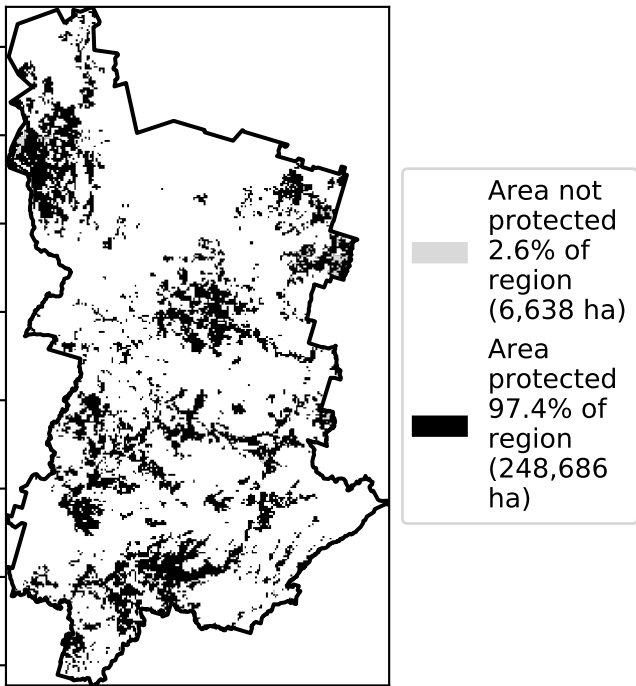 Area not
protected
2.6% of
region
(6,638 ha)
Area
protected
97.4% of
region
(248,686
ha)